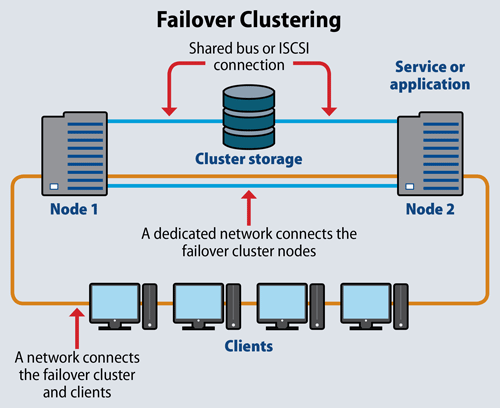 Failover Clustering
Shared bus or ISCSI
connection
Service or
application
Cluster storage
Node 1
Node 2
A dedicated network connects the
failover cluster nodes
Clients
A network connects
the failover cluster
and clients